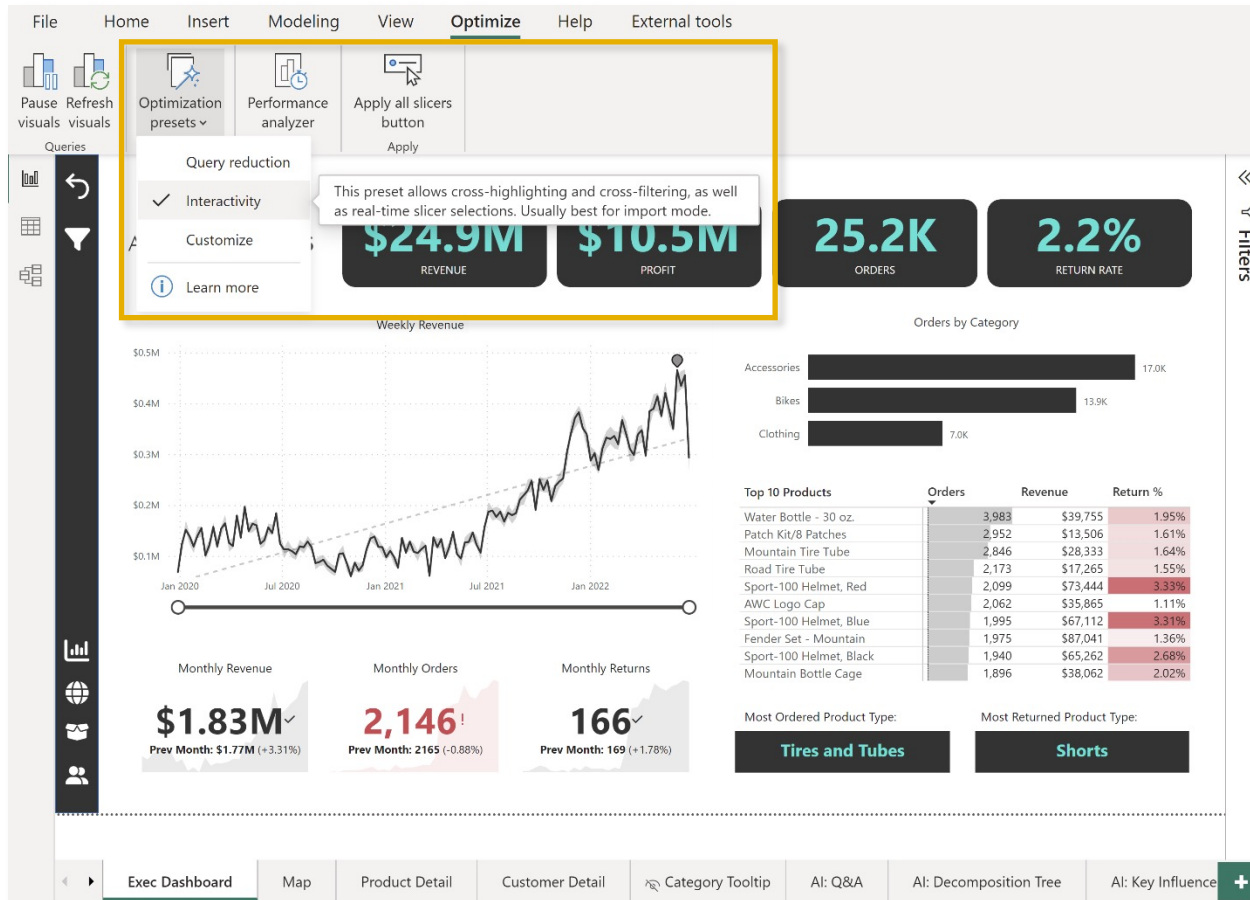 File Home Insert Modeling View Optimize Help External tools
Pause visuals
Refresh visuals
Optimization presets
Performance analyzer
Apply all slicers button
Queries
Apply
Query reduction
Interactivity
Customize
Learn more
This preset allows cross-highlighting and cross-filtering, as well
as real-time slicer selections. Usually best for import mode.
$24.9M
REVENUE
$10.5M
PROFIT
25.2K
ORDERS
2.2%
RETURN RATE
Filters
Weekly Revenue
$0.5M
$0.4M
$0.3M
$0.2M
$0.1M
Jan 2020 Jul 2020 Jan 2021 Jul 2021 Jan 2022
Orders by Category
Accessories 17.0K
Bikes 13.9K
Clothing 7.0K
Top 10 Products Orders Revenue Return %
Water Bottle - 30 oz. 3,983 $39,755 1.95%
Patch Kit/8 Patches 2,952 $13,506 1.61%
Mountain Tire Tube 2,846 $28,333 1.64%
Road Tire Tube 2,173 $17,265 1.55%
Sport-100 Helmet, Red 2,099 $73,444 3.33%
AWC Logo Cap 2,062 $35,865 1.11%
Sport-100 Helmet, Blue 1,995 $67,112 3.31%
Fender Set - Mountain 1,975 $87,041 1.36%
Sport-100 Helmet, Black 1,940 $65,262 2.68%
Mountain Bottle Cage 1,896 $38,062 2.02%
Monthly Revenue
$1.83M
Prev Month: $1.77M (+3.31%)
Monthly Orders
2,146!
Prev Month: 2165 (-0.88%)
Monthly Returns
166
Prev Month: 169 (+1.78%)
Most Ordered Product Type:
Tires and Tubes
Most Returned Product Type:
Shorts
Exec Dashboard Map Product Detail Customer Detail Category Tooltip AI: Q&A AI: Decomposition Tree AI: Key Influence